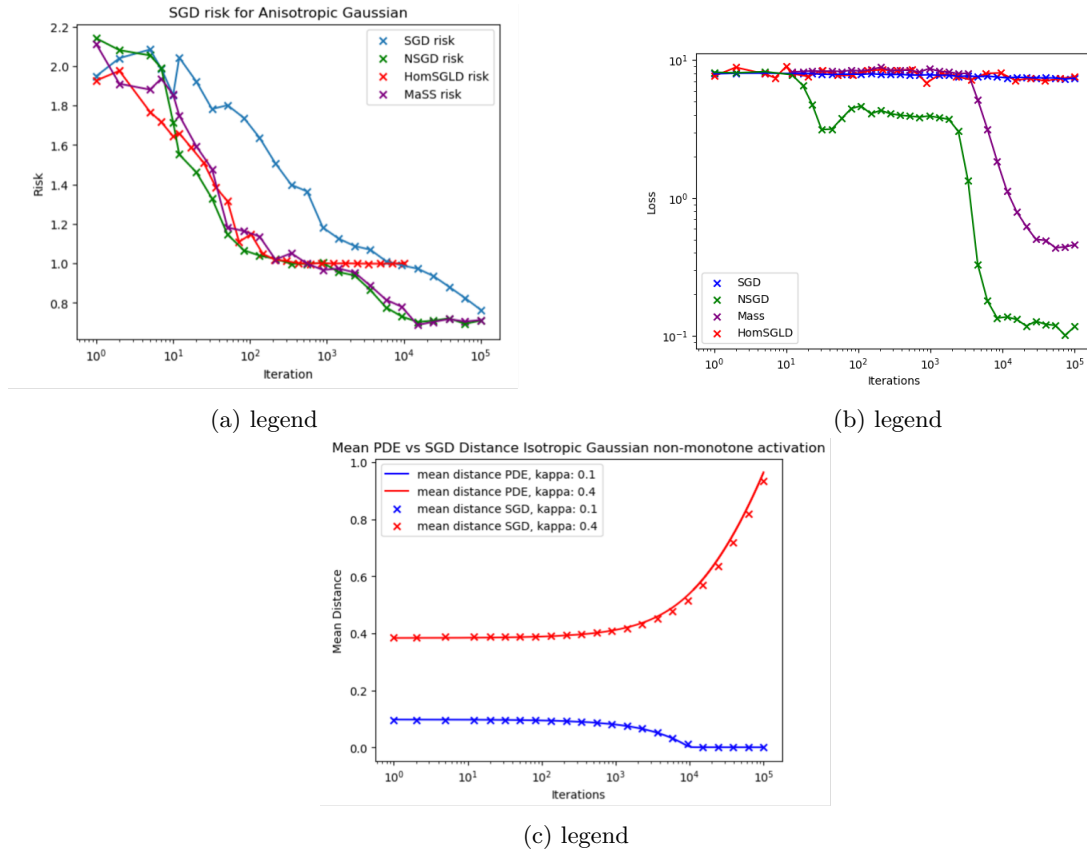 SGD risk for Anisotropic Gaussian
2.2
2.0
1.8
1.6
1.4
1.2
1.0
0.8
Risk
SGD risk
NSGD risk
HomSGLD risk
MaSS risk
10^0
10^1
10^2
10^3
10^4
10^5
Iteration
(a) legend
10^1
10^0
10^-1
Loss
SGD
NSGD
Mass
HomSGLD
10^0
10^1
10^2
10^3
10^4
10^5
Iterations
(b) legend
Mean PDE vs SGD Distance Isotropic Gaussian non-monotone activation
1.0
0.8
0.6
0.4
0.2
0.0
Mean Distance
mean distance PDE, kappa: 0.1
mean distance PDE, kappa: 0.4
mean distance SGD, kappa: 0.1
mean distance SGD, kappa: 0.4
10^0
10^1
10^2
10^3
10^4
10^5
Iterations
(c) legend